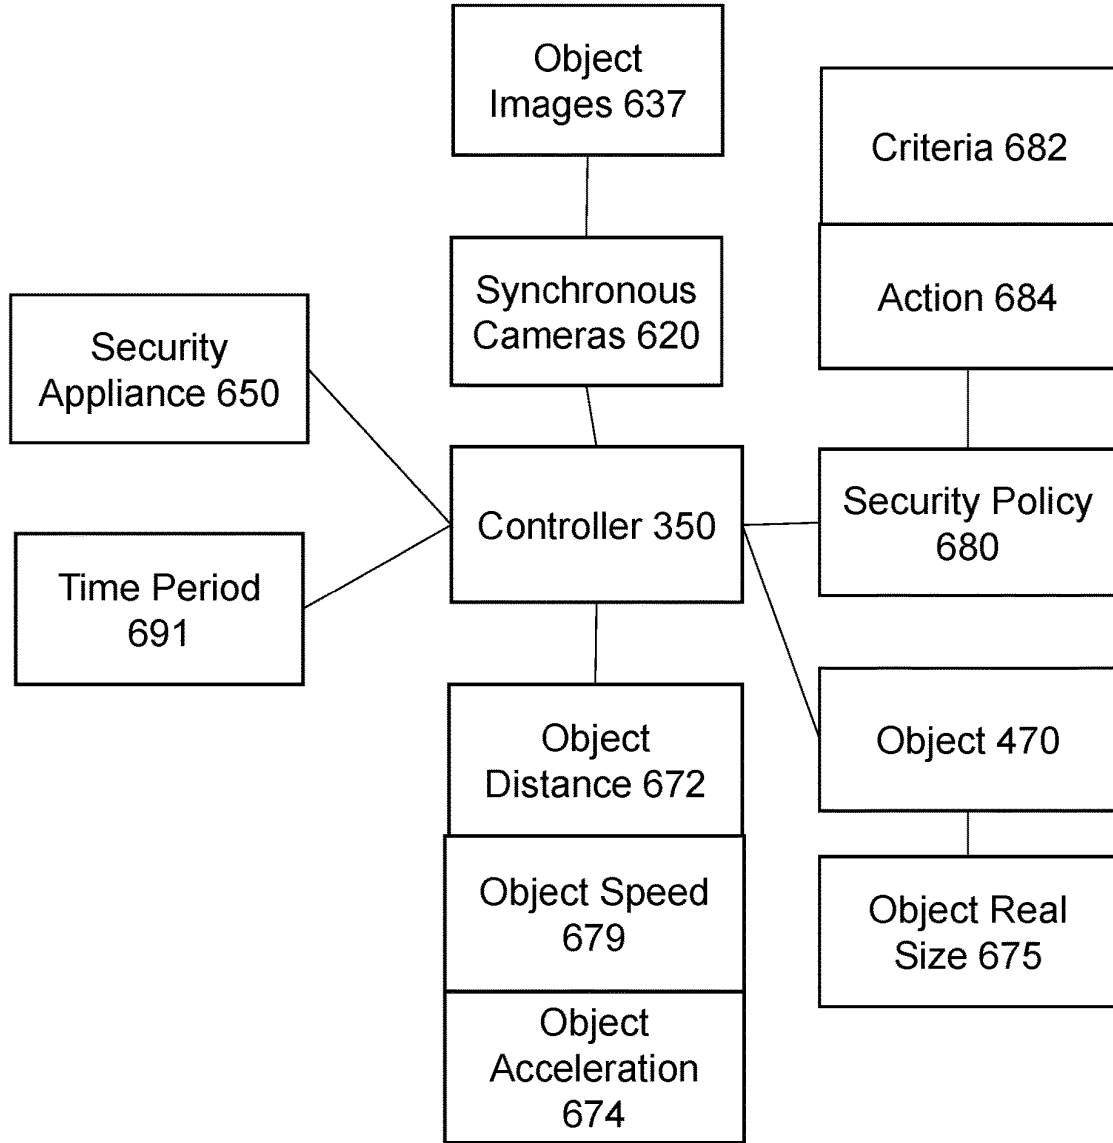 Object
Images 637
Criteria 682
Synchronous
Cameras 620
Action 684
Security
Appliance 650
Controller 350
Security Policy
680
Time Period
691
Object
Distance 672
Object 470
Object Speed
679
Object Real
Size 675
Object
Acceleration
674